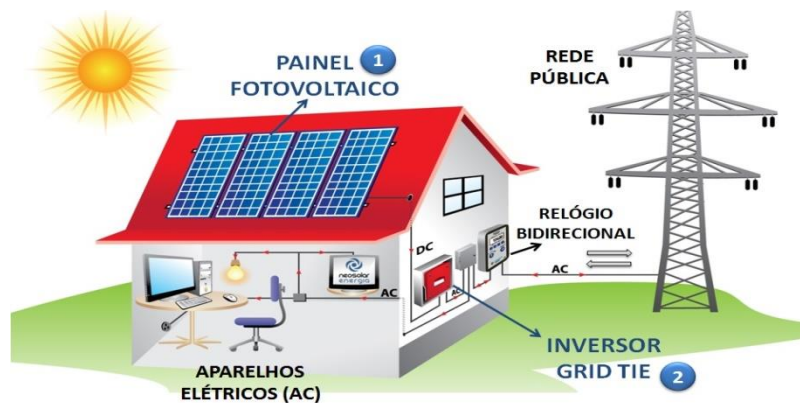 PAINEL 1
FOTOVOLTAICO
REDE
PÚBLICA
RELÓGIO
BIDIRECIONAL
DC
AC
AC
AC
neosolar
energia
INVERSOR
GRID TIE 2
APARELHOS
ELÉTRICOS (AC)